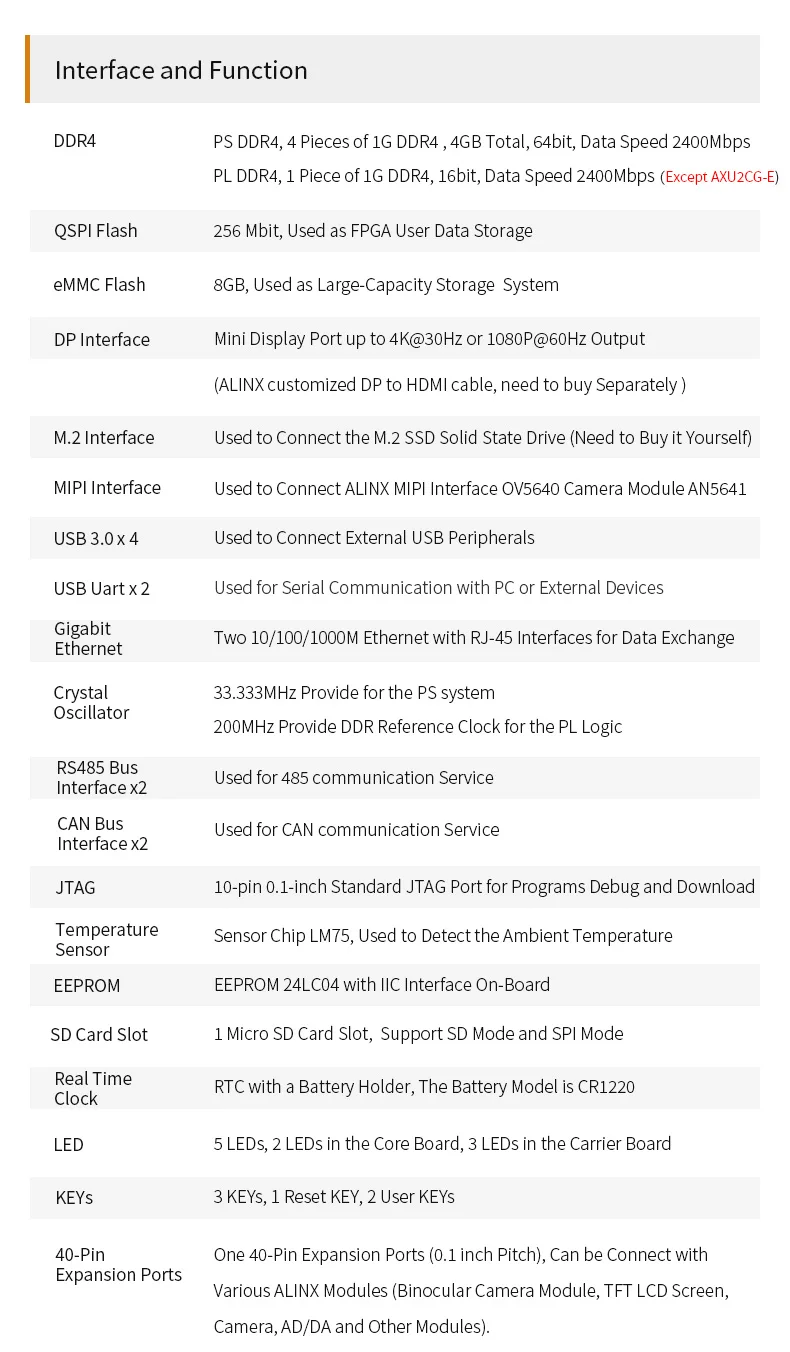 Interface and Function
DDR4
PS DDR4, 4 Pieces of 1G DDR4 , 4GB Total, 64bit, Data Speed 2400Mbps
PL DDR4, 1 Piece of 1G DDR4, 16bit, Data Speed 2400Mbps (Except AXU2CG-E)
QSPI Flash
256 Mbit, Used as FPGA User Data Storage
eMMC Flash
8GB, Used as Large-Capacity Storage  System
DP Interface
Mini Display Port up to 4K@30Hz or 1080P@60Hz Output
(ALINX customized DP to HDMI cable, need to buy Separately )
M.2 Interface
Used to Connect the M.2 SSD Solid State Drive (Need to Buy it Yourself)
MIPI Interface
Used to Connect ALINX MIPI Interface OV5640 Camera Module AN5641
USB 3.0 x 4
Used to Connect External USB Peripherals
USB Uart x 2
Used for Serial Communication with PC or External Devices
Gigabit
Ethernet
Two 10/100/1000M Ethernet with RJ-45 Interfaces for Data Exchange
Crystal
Oscillator
33.333MHz Provide for the PS system
200MHz Provide DDR Reference Clock for the PL Logic
RS485 Bus
Interface x2
Used for 485 communication Service
CAN Bus
Interface x2
Used for CAN communication Service
JTAG
10-pin 0.1-inch Standard JTAG Port for Programs Debug and Download
Temperature
Sensor
Sensor Chip LM75, Used to Detect the Ambient Temperature
EEPROM
EEPROM 24LC04 with IIC Interface On-Board
SD Card Slot
1 Micro SD Card Slot,  Support SD Mode and SPI Mode
Real Time
Clock
RTC with a Battery Holder, The Battery Model is CR1220
LED
5 LEDs, 2 LEDs in the Core Board, 3 LEDs in the Carrier Board
KEYs
3 KEYs, 1 Reset KEY, 2 User KEYs
40-Pin
Expansion Ports
One 40-Pin Expansion Ports (0.1 inch Pitch), Can be Connect with
Various ALINX Modules (Binocular Camera Module, TFT LCD Screen,
Camera, AD/DA and Other Modules).